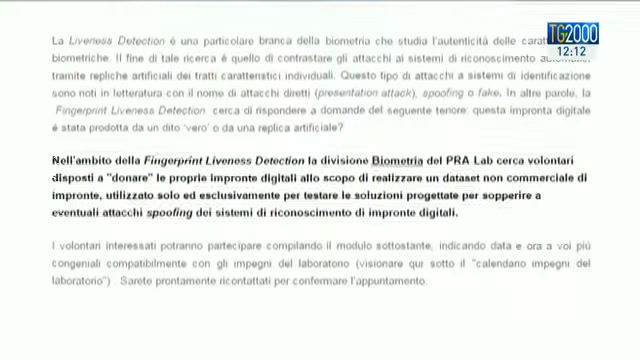 TG2000
12:12
La Liveness Detection è una particolare branca della biometria che studia l'autenticità delle
biometriche. Il fine di tale ricerca è quello di contrastare gli attacchi ai sistemi di riconoscimento
tramite repliche artificiali dei tratti caratteristici individuali. Questo tipo di attacchi a sistemi di identificazione
sono noti in letteratura con il nome di attacchi diretti (presentation attack), spoofing o fake. In altre parole, la
Fingerprint Liveness Detection cerca di rispondere a domande del seguente tenore: questa impronta digitale
è stata prodotta da un dito 'vero' o da una replica artificiale?
Nell'ambito della Fingerprint Liveness Detection la divisione Biometria del PRA Lab cerca volontari
disposti a "donare" le proprie impronte digitali allo scopo di realizzare un dataset non commerciale di
impronte, utilizzato solo ed esclusivamente per testare le soluzioni progettate per sopperire a
eventuali attacchi spoofing dei sistemi di riconoscimento di impronte digitali.
I volontari interessati potranno partecipare compilando il modulo sottostante, indicando data e ora a voi più
congeniali compatibilmente con gli impegni del laboratorio (visionare qui sotto il "calendario impegni del
laboratorio") . Sarete prontamente ricontattati per confermare l'appuntamento.